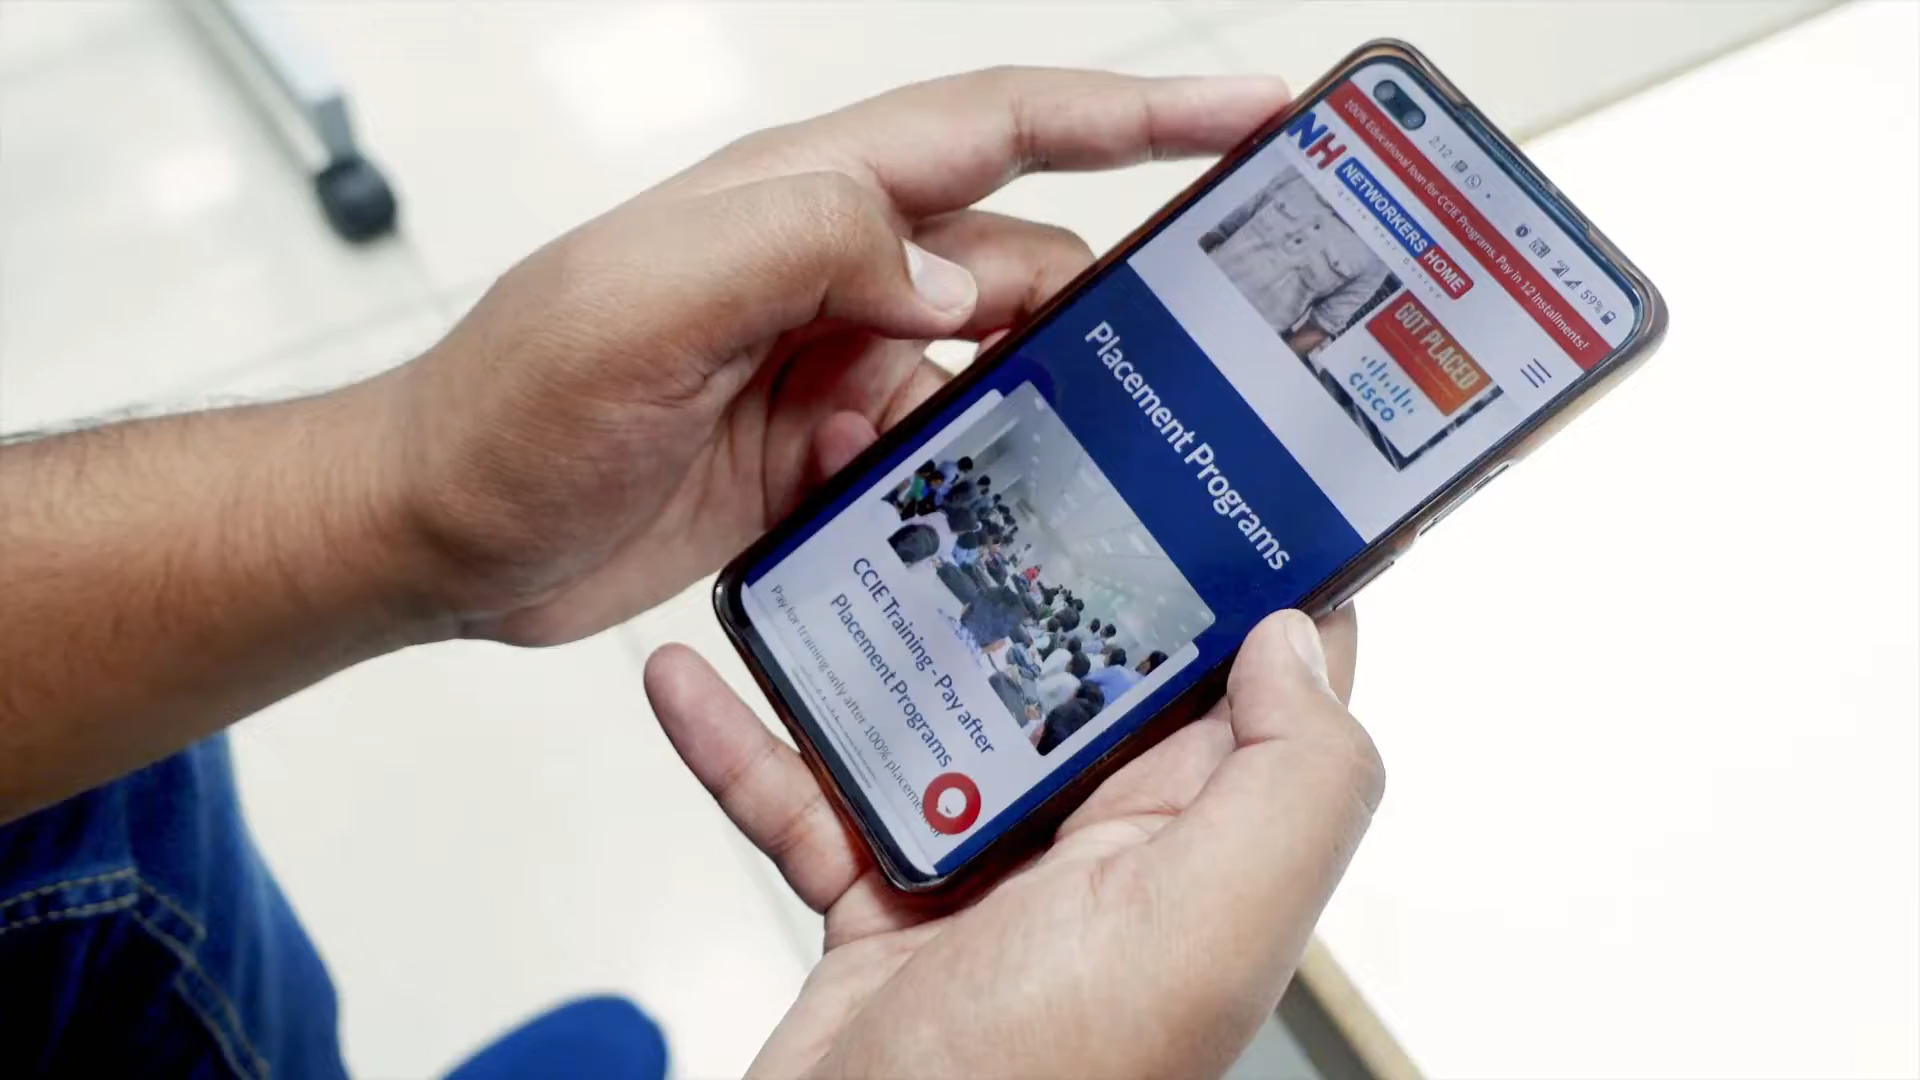 2:12
59%
100% Educational loan for CCIE Programs. Pay in 12 Installments!
NH
NETWORKERS HOME
GOT PLACED
CISCO
Placement Programs
CCIE Training - Pay after
Placement Programs
Pay for training only after 100% placement